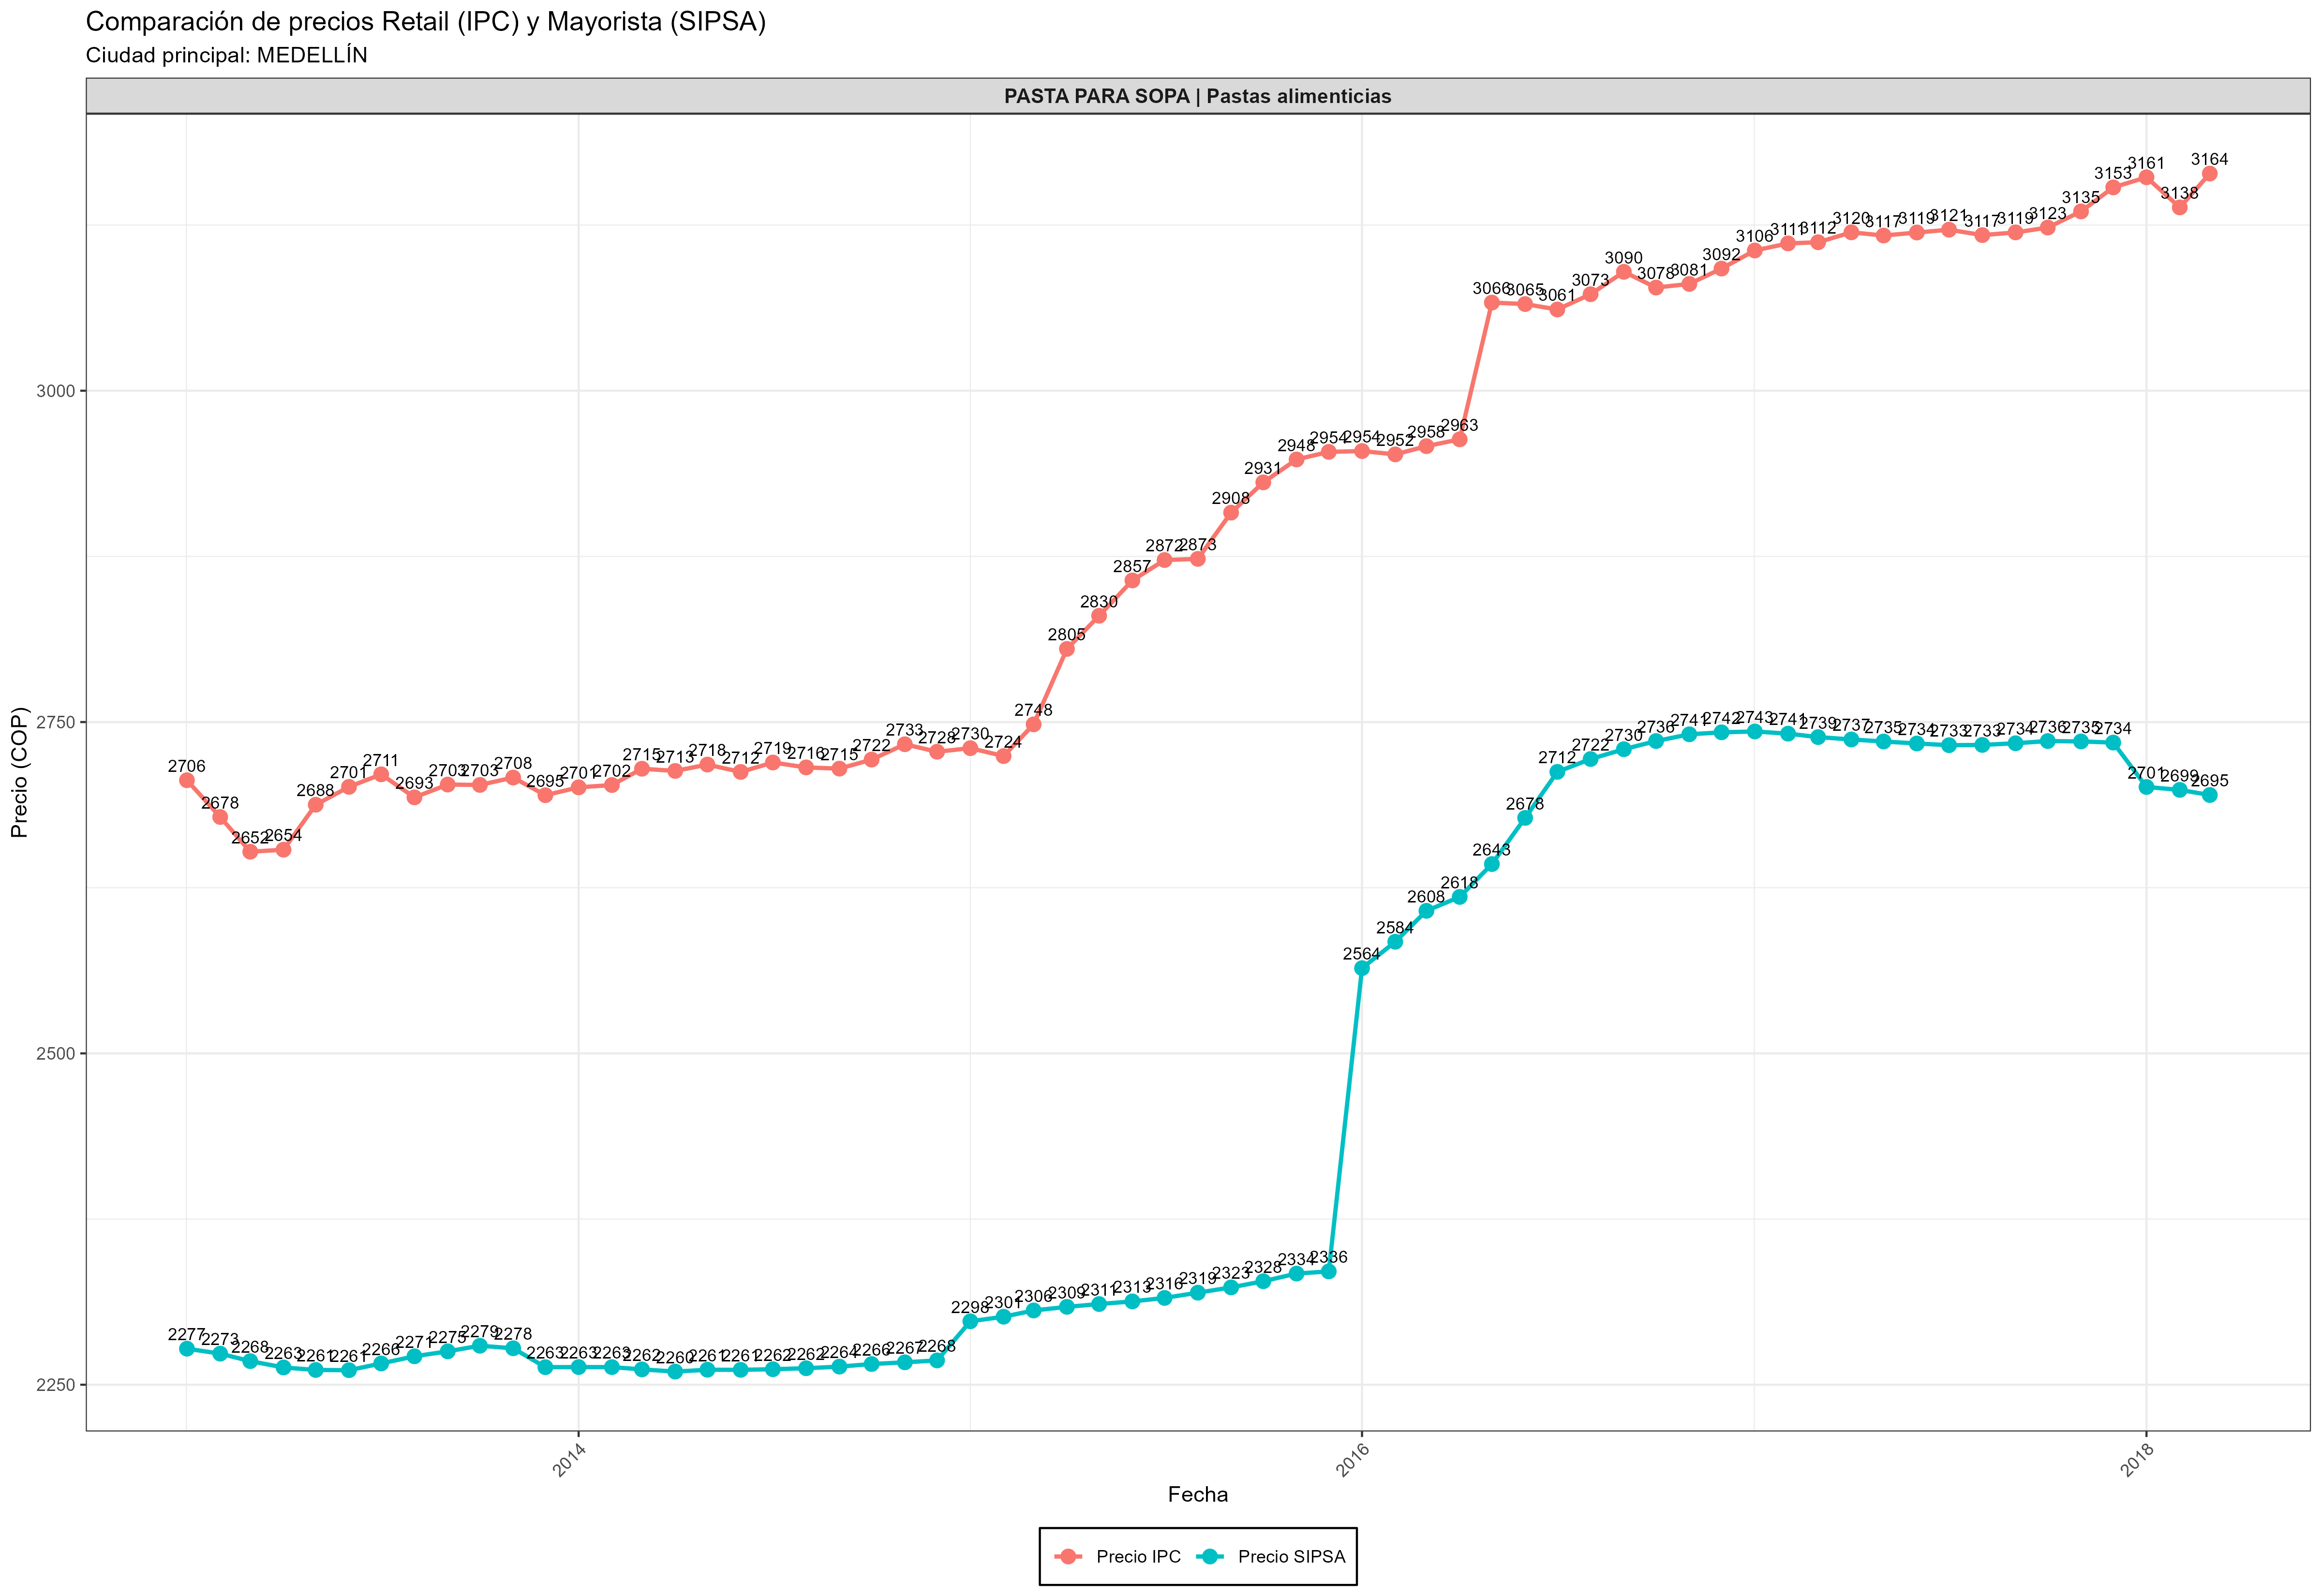 Comparación de precios Retail (IPC) y Mayorista (SIPSA)
Ciudad principal: MEDELLÍN
PASTA PARA SOPA | Pastas alimenticias
Precio (COP)
3000
2750
2500
2250
2706 2678 2652 2654 2688 2701 2711 2693 2703 2703 2708 2695 2701 2702 2715 2713 2718 2712 2719 2716 2715 2722 2733 2728 2730 2724 2748 2805 2830 2857 2872 2873 2908 2931 2948 2954 2954 2952 2958 2963 3066 3065 3061 3073 3090 3078 3081 3092 3106 3111 3112 3120 3117 3119 3121 3117 3119 3123 3135 3153 3161 3138 3164
2277 2273 2268 2263 2261 2261 2266 2271 2275 2279 2278 2263 2263 2263 2262 2260 2261 2261 2262 2262 2264 2266 2267 2268 2298 2301 2306 2309 2311 2313 2316 2319 2323 2328 2334 2336 2564 2584 2608 2618 2643 2678 2712 2722 2730 2736 2741 2742 2743 2741 2739 2737 2735 2734 2733 2733 2734 2736 2735 2734 2701 2699 2695
2014
2016
2018
Fecha
Precio IPC
Precio SIPSA